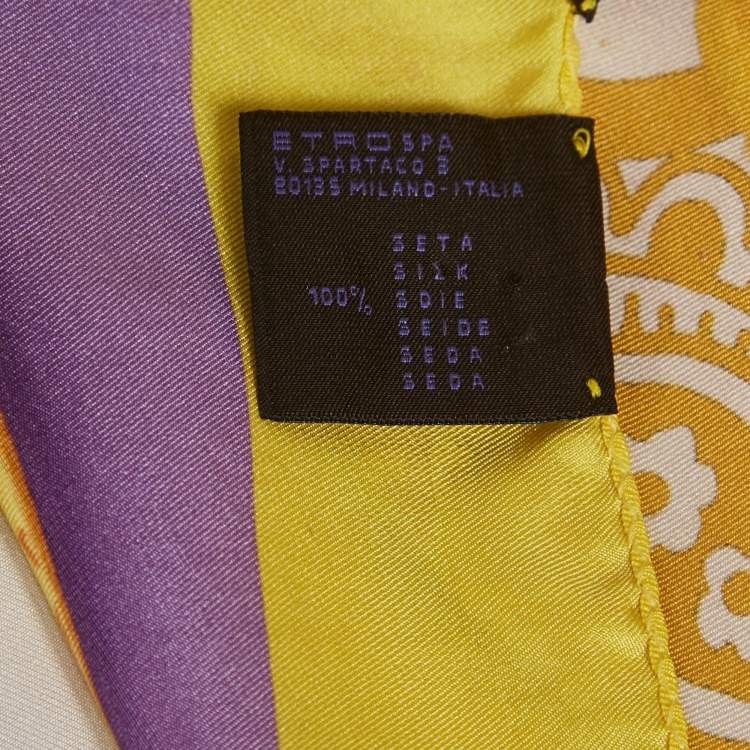 ETRO SPA
V. SPARTACO 3
20135 MILANO-ITALIA
SETA
SILK
100% SOIE
SEIDE
SEDA
SEDA